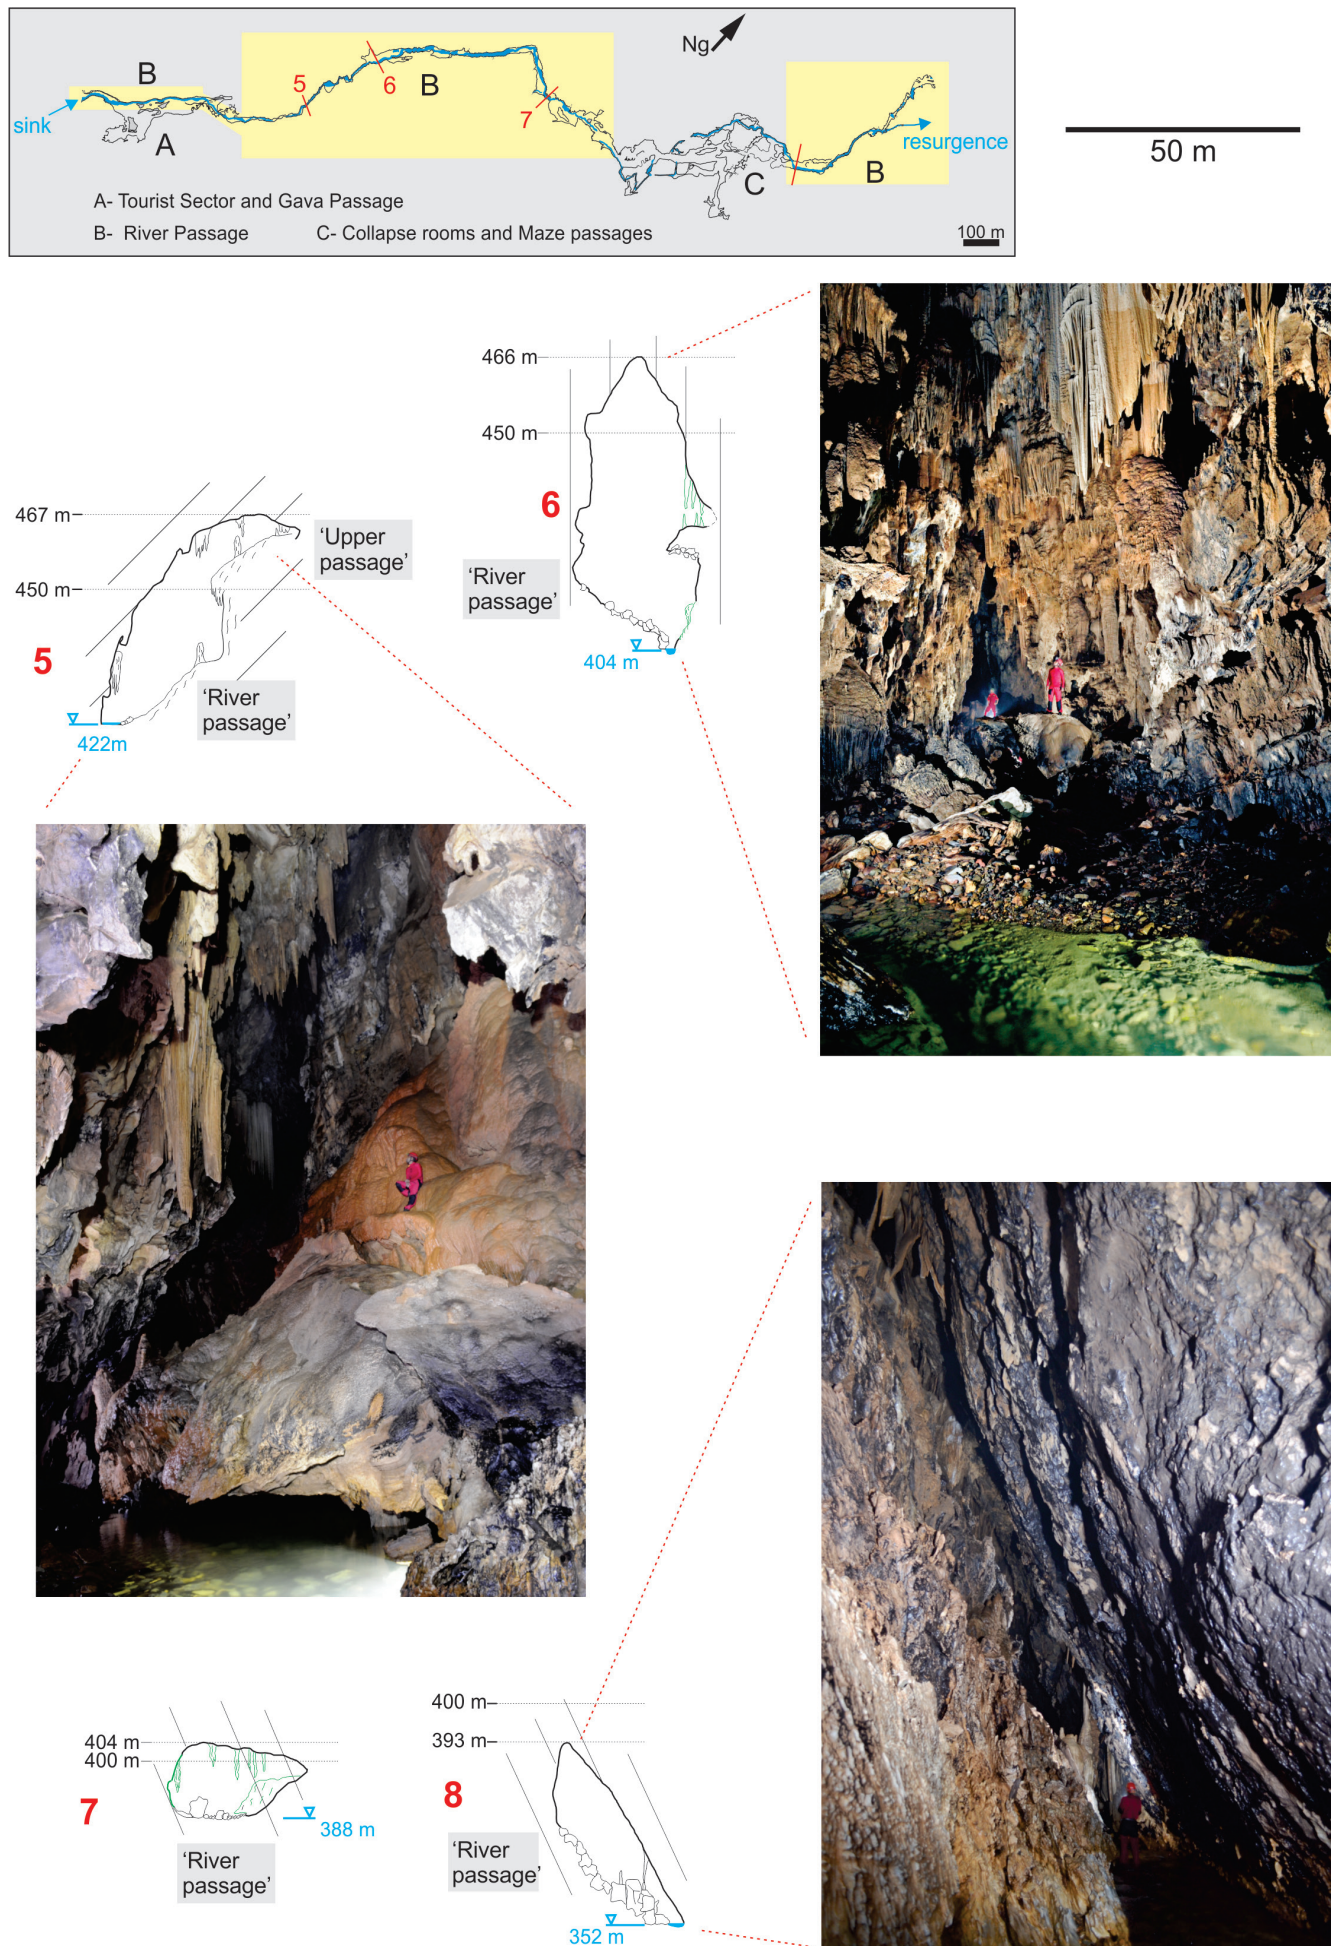 Ng
B
5
6
B
7
sink
A
resurgence
C
B
50 m
A- Tourist Sector and Gava Passage
B- River Passage
C- Collapse rooms and Maze passages
100 m
466 m
450 m
6
'River
passage'
404 m
467 m
'Upper
passage'
450 m
5
'River
passage'
422m
404 m
400 m
7
388 m
'River
passage'
400 m
393 m
8
'River
passage'
352 m